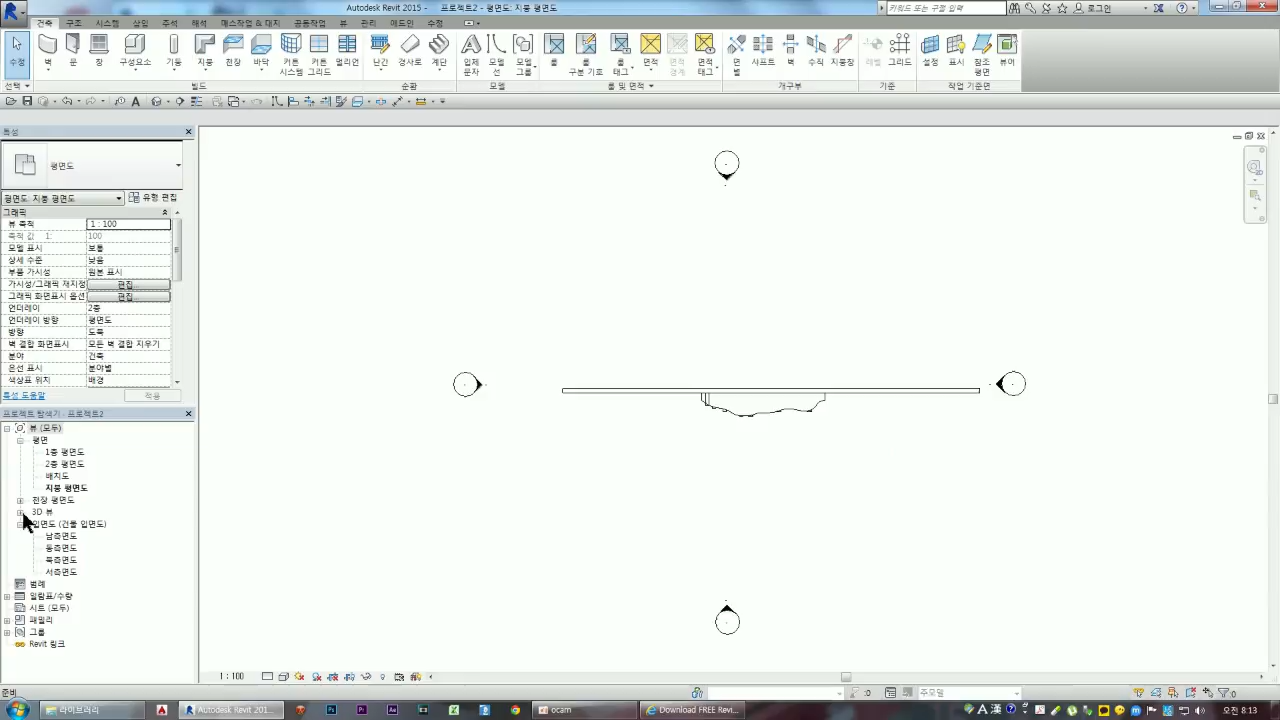 Autodesk Revit 2015 - 프로젝트2 - 평면도: 지붕 평면도
키워드 또는 구절 입력
로그인
건축 구조 시스템 삽입 주석 해석 매스작업 & 대지 공동작업 뷰 관리 애드인 수정
수정 벽 문 창 구성요소 기둥 지붕 천장 바닥 커튼 시스템 커튼 그리드 멀리언 난간 경사로 계단 모델 문자 모델 선 모델 그룹 룸 룸 구분 기호 룸 태그 면적 면적 경계 면적 태그 면별 샤프트 벽 수직 지붕창 레벨 그리드 설정 표시 참조 평면 뷰어
선택 빌드 순환 모델 룸 및 면적 개구부 기준 작업 기준면
특성
평면도
평면도: 지붕 평면도 유형 편집
그래픽
뷰 축척 1 : 100
축척 값 1: 100
모델 표시 보통
상세 수준 낮음
부품 가시성 원본 표시
가시성/그래픽 재지정 편집...
그래픽 화면표시 옵션 편집...
언더레이 2층
언더레이 방향 평면도
방향 도북
벽 결합 화면표시 모든 벽 결합 지우기
분야 건축
은선 표시 분야별
색상표 위치 배경
특성 도움말 적용
프로젝트 탐색기 - 프로젝트2
뷰 (모두)
평면
1층 평면도
2층 평면도
배치도
지붕 평면도
천장 평면도
3D 뷰
입면도 (건물 입면도)
남측면도
동측면도
북측면도
서측면도
범례
일람표/수량
시트 (모두)
패밀리
그룹
Revit 링크
1 : 100
준비
:0
주모델
:0
라이브러리
Autodesk Revit 201...
ocam
Download FREE Revi...
A 漢
오전 8:13